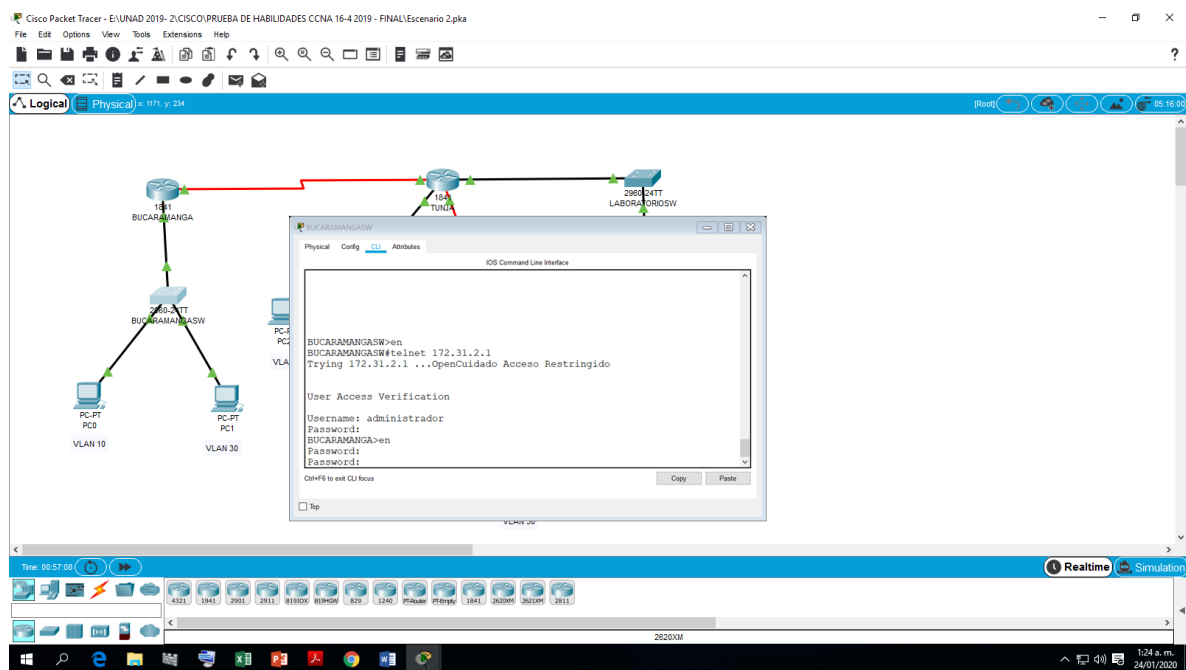 Cisco Packet Tracer - E:\UNAD 2019- 2\CISCO\PRUEBA DE HABILIDADES CCNA 16-4 2019 - FINAL\Escenario 2.pka
File Edit Options View Tools Extensions Help
Logical Physical x: 1171, y: 234 [Root] 05:16:00
1841
BUCARAMANGA
1841
TUNJA
2960-24TT
LABORATORIOSW
2960-24TT
BUCARAMANGASW
PC-PT
PC0
VLAN 10
PC-PT
PC1
VLAN 30
BUCARAMANGASW
Physical Config CLI Attributes
IOS Command Line Interface
BUCARAMANGASW>en
BUCARAMANGASW#telnet 172.31.2.1
Trying 172.31.2.1 ...OpenCuidado Acceso Restringido
User Access Verification
Username: administrador
Password:
BUCARAMANGA>en
Password:
Password:
Ctrl+F6 to exit CLI focus
Copy Paste
Top
Time: 00:57:08
Realtime Simulation
4321 1941 2901 2911 819IOX 819HGW 829 1240 PT-Router PT-Empty 1841 2620XM 2621XM 2811
2620XM
1:24 a. m.
24/01/2020